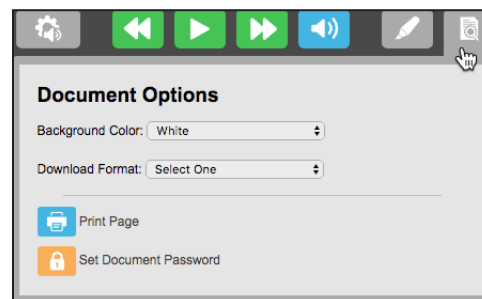 Document Options
Background Color: White
Download Format: Select One
Print Page
Set Document Password